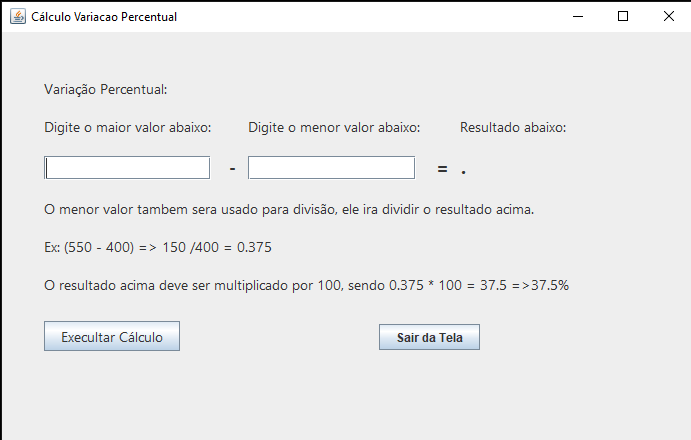 Cálculo Variacao Percentual
Variação Percentual:
Digite o maior valor abaixo: Digite o menor valor abaixo: Resultado abaixo:
- = .
O menor valor tambem sera usado para divisão, ele ira dividir o resultado acima.
Ex: (550 - 400) => 150 /400 = 0.375
O resultado acima deve ser multiplicado por 100, sendo 0.375 * 100 = 37.5 =>37.5%
Execultar Cálculo Sair da Tela